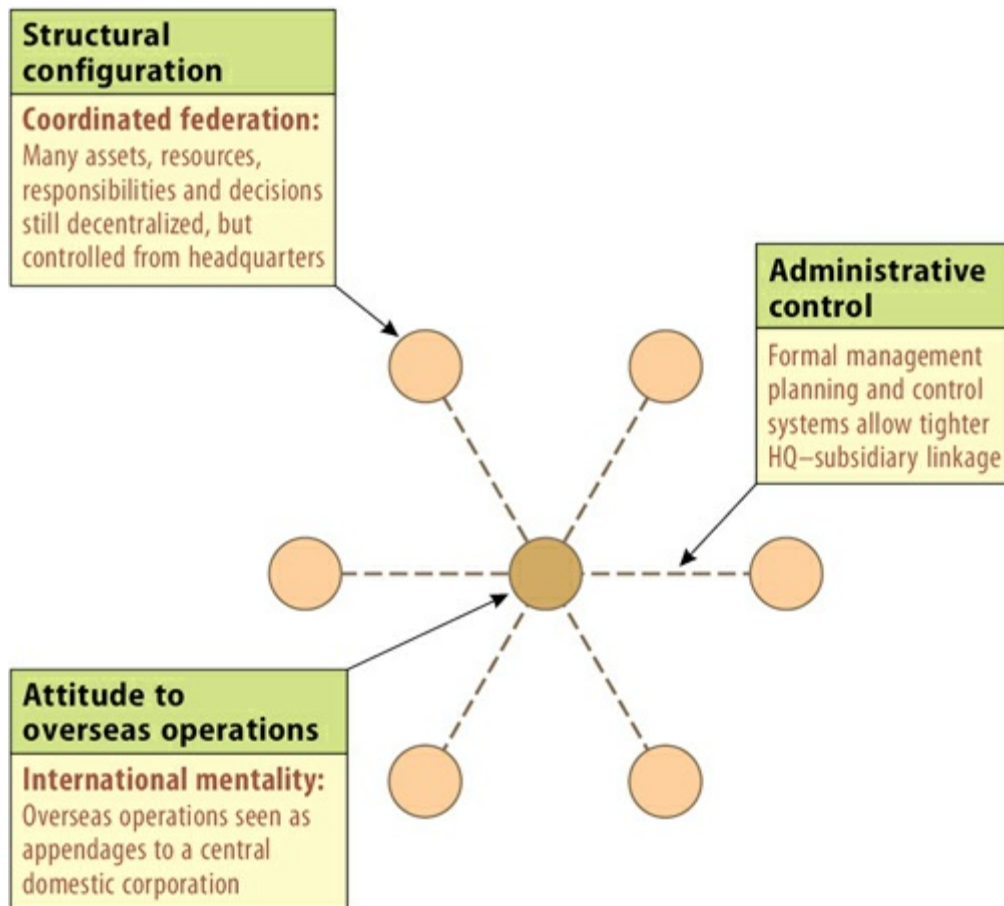 Structural
configuration
Coordinated federation:
Many assets, resources,
responsibilities and decisions
still decentralized, but
controlled from headquarters
Administrative
control
Formal management
planning and control
systems allow tighter
HQ–subsidiary linkage
Attitude to
overseas operations
International mentality:
Overseas operations seen as
appendages to a central
domestic corporation